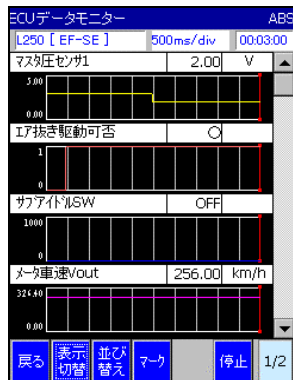 ECUデータモニター ABS
L250 [ EF-SE ] 500ms/div 00:03:00
マスタ圧センサ1 2.00 V
5.00
0.00
エア抜き駆動可否 ○
1
0
サブアイドルSW OFF
1000
0
メータ車速Vout 256.00 km/h
326.40
0.00
戻る 表示切替 並び替え マーク 停止 1/2